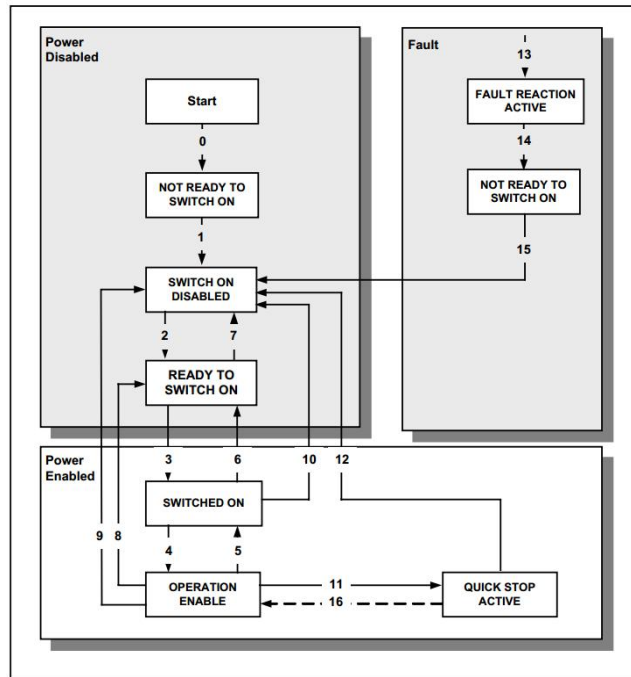 Power
Disabled
Start
0
NOT READY TO
SWITCH ON
1
SWITCH ON
DISABLED
2
7
READY TO
SWITCH ON
Fault
13
FAULT REACTION
ACTIVE
14
NOT READY TO
SWITCH ON
15
Power
Enabled
3
6
10
12
SWITCHED ON
9
8
4
5
OPERATION
ENABLE
11
16
QUICK STOP
ACTIVE